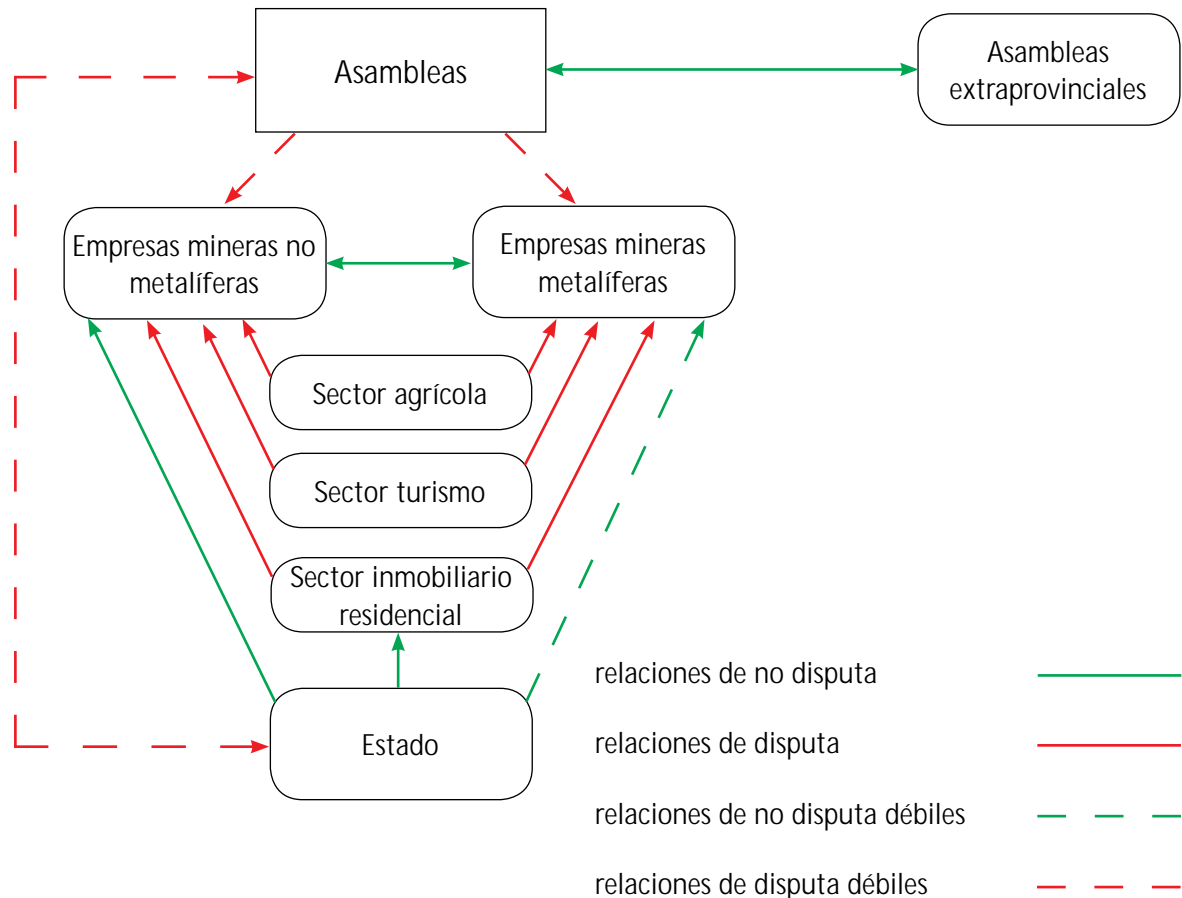 Asambleas
Asambleas
extraprovinciales
Empresas mineras no
metalíferas
Empresas mineras
metalíferas
Sector agrícola
Sector turismo
Sector inmobiliario
residencial
Estado
relaciones de no disputa
relaciones de disputa
relaciones de no disputa débiles
relaciones de disputa débiles